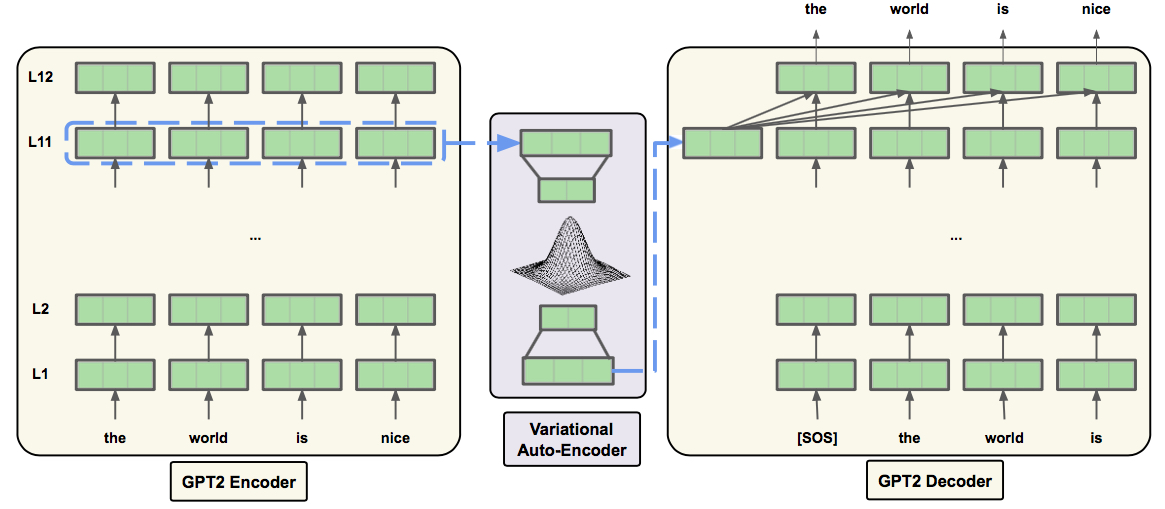 the world is nice
L12
L11
...
...
L2
L1
the world is nice
[SOS] the world is
Variational
Auto-Encoder
GPT2 Encoder
GPT2 Decoder